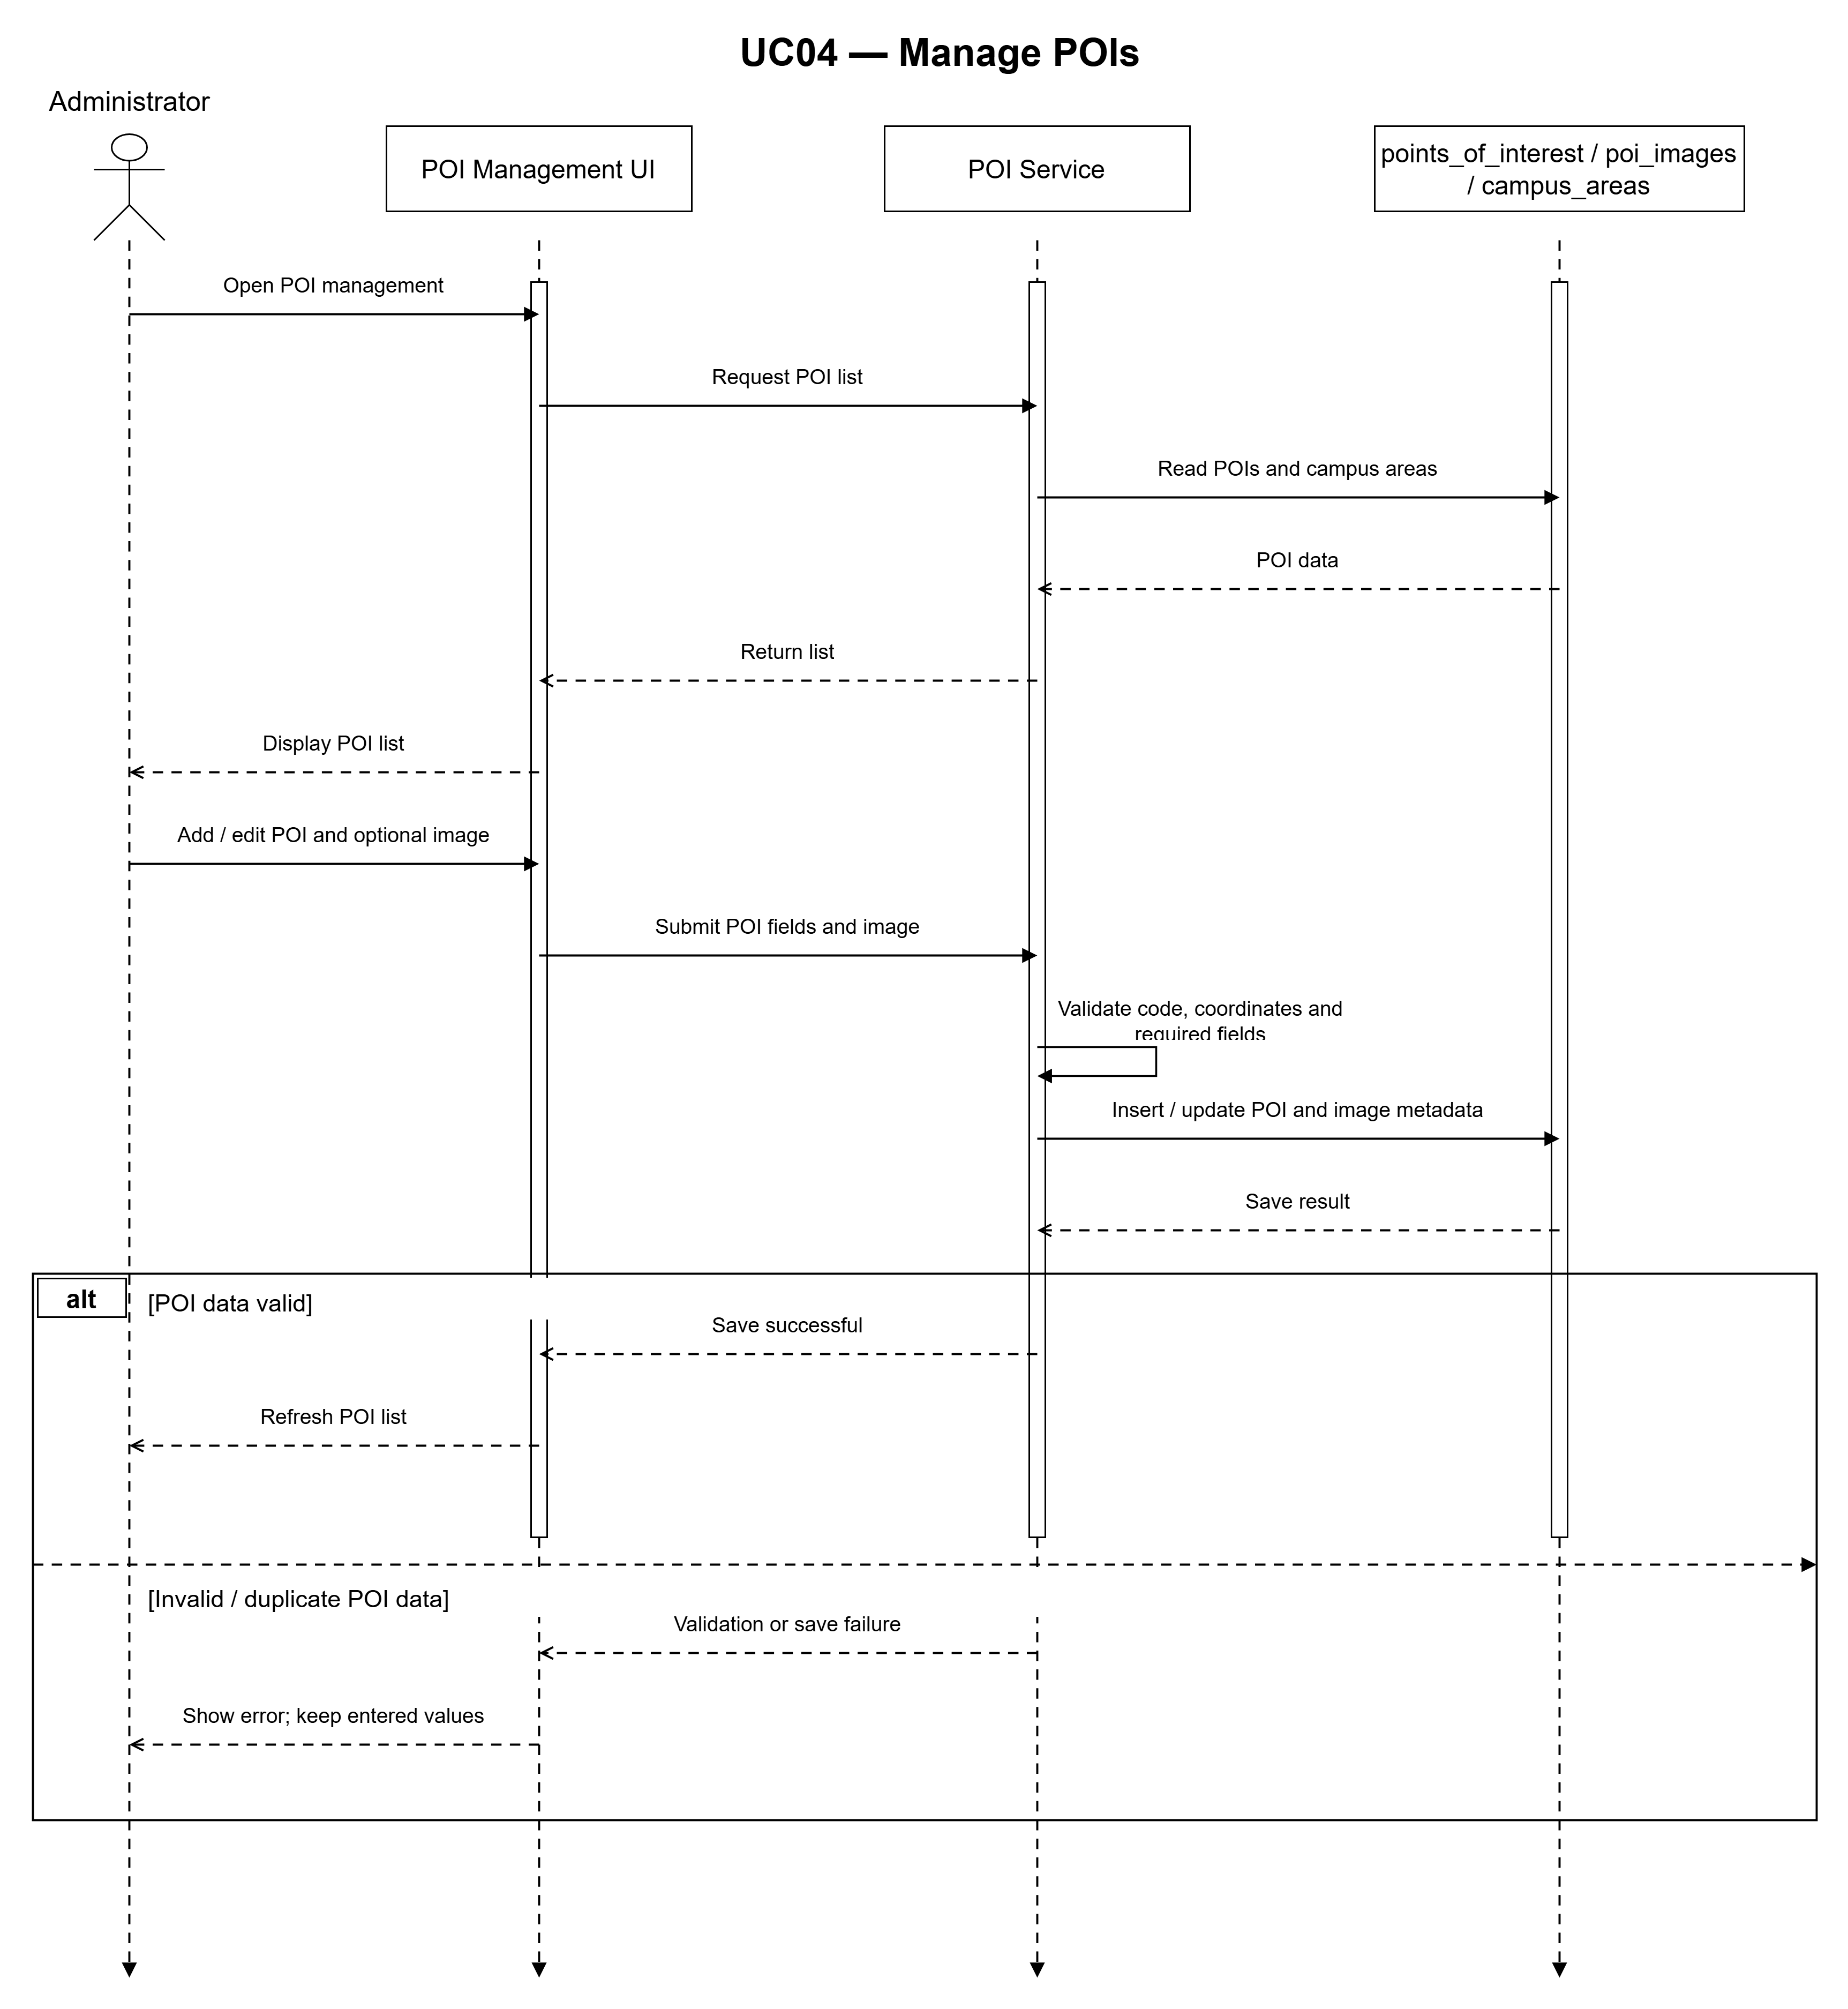 UC04 — Manage POIs
Administrator
POI Management UI
POI Service
points_of_interest / poi_images
/ campus_areas
Open POI management
Request POI list
Read POIs and campus areas
POI data
Return list
Display POI list
Add / edit POI and optional image
Submit POI fields and image
Validate code, coordinates and
required fields
Insert / update POI and image metadata
Save result
alt
[POI data valid]
Save successful
Refresh POI list
[Invalid / duplicate POI data]
Validation or save failure
Show error; keep entered values